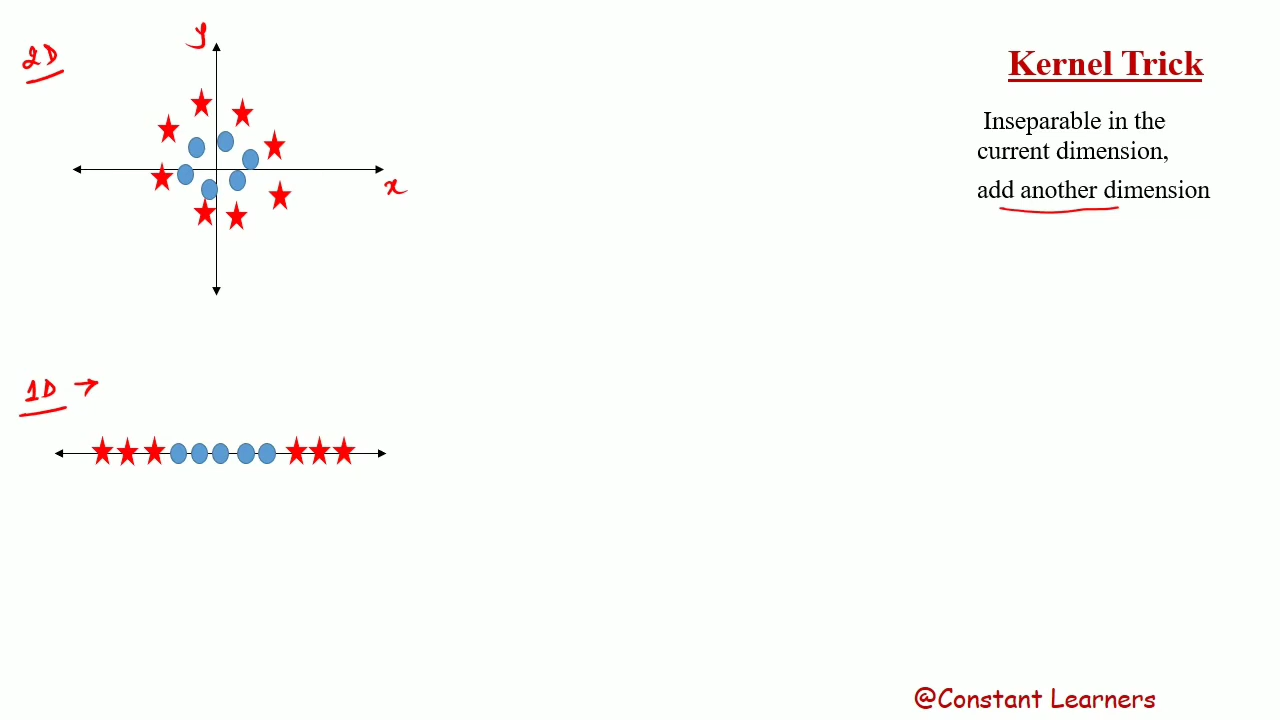 2D
y
x
Kernel Trick
Inseparable in the
current dimension,
add another dimension
1D →
@Constant Learners